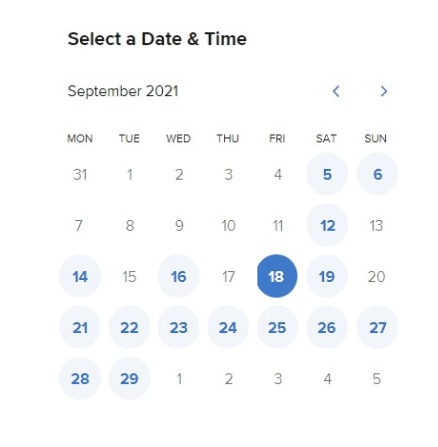 Select a Date & Time
September 2021
MON TUE WED THU FRI SAT SUN
31 1 2 3 4 5 6
7 8 9 10 11 12 13
14 15 16 17 18 19 20
21 22 23 24 25 26 27
28 29 1 2 3 4 5